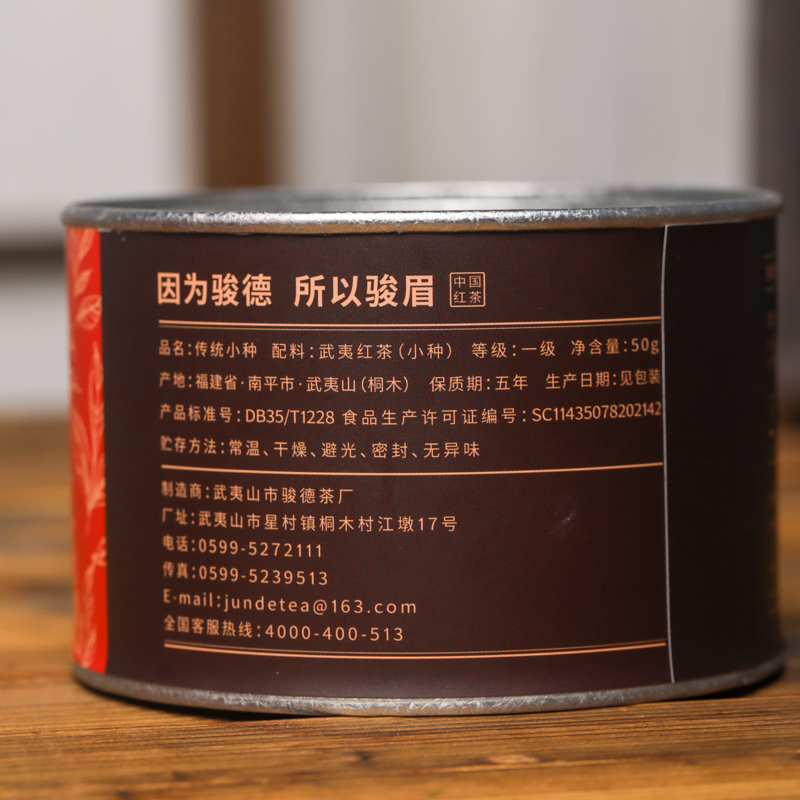 因为骏德 所以骏眉 中国红茶
品名:传统小种 配料:武夷红茶(小种) 等级:一级 净含量:50g
产地:福建省·南平市·武夷山(桐木) 保质期:五年 生产日期:见包装
产品标准号:DB35/T1228 食品生产许可证编号:SC11435078202142
贮存方法:常温、干燥、避光、密封、无异味
制造商:武夷山市骏德茶厂
厂址:武夷山市星村镇桐木村江墩17号
电话:0599-5272111
传真:0599-5239513
E-mail:jundetea@163.com
全国客服热线:4000-400-513